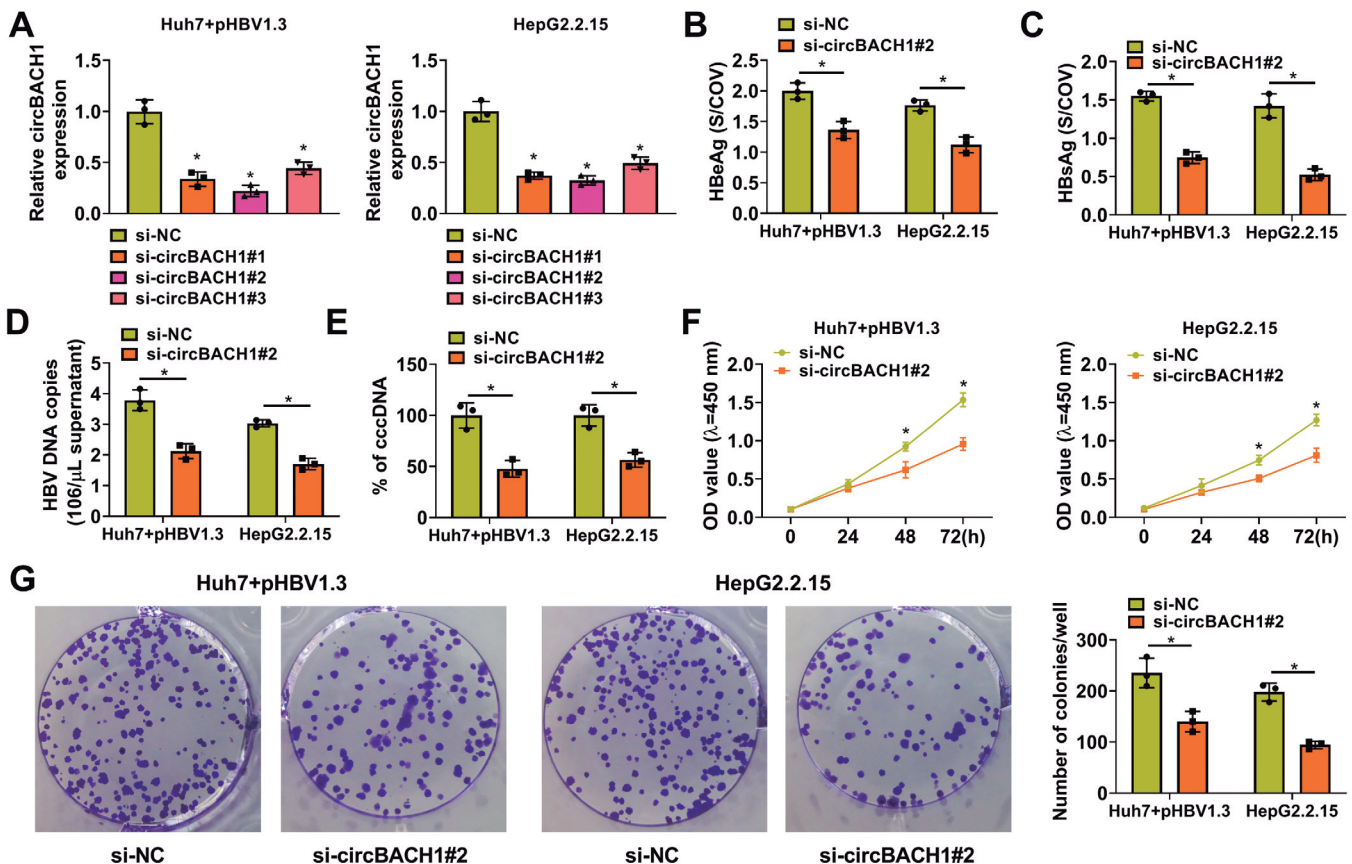 A
Huh7+pHBV1.3
Relative circBACH1
expression
1.5
1.0
0.5
0.0
*
*
*
si-NC
si-circBACH1#1
si-circBACH1#2
si-circBACH1#3
HepG2.2.15
Relative circBACH1
expression
1.5
1.0
0.5
0.0
*
*
*
si-NC
si-circBACH1#1
si-circBACH1#2
si-circBACH1#3
B
si-NC
si-circBACH1#2
HBeAg (S/COV)
2.5
2.0
1.5
1.0
0.5
0.0
*
*
Huh7+pHBV1.3
HepG2.2.15
C
si-NC
si-circBACH1#2
HBsAg (S/COV)
2.0
1.5
1.0
0.5
0.0
*
*
Huh7+pHBV1.3
HepG2.2.15
D
si-NC
si-circBACH1#2
HBV DNA copies
(106/μL supernatant)
5
4
3
2
1
0
*
*
Huh7+pHBV1.3
HepG2.2.15
E
si-NC
si-circBACH1#2
% of cccDNA
150
100
50
0
*
*
Huh7+pHBV1.3
HepG2.2.15
F
Huh7+pHBV1.3
si-NC
si-circBACH1#2
OD value (λ=450 nm)
2.0
1.5
1.0
0.5
0.0
*
*
0
24
48
72(h)
HepG2.2.15
si-NC
si-circBACH1#2
OD value (λ=450 nm)
2.0
1.5
1.0
0.5
0.0
*
*
0
24
48
72(h)
G
Huh7+pHBV1.3
HepG2.2.15
si-NC
si-circBACH1#2
si-NC
si-circBACH1#2
si-NC
si-circBACH1#2
Number of colonies/well
300
200
100
0
*
*
Huh7+pHBV1.3
HepG2.2.15